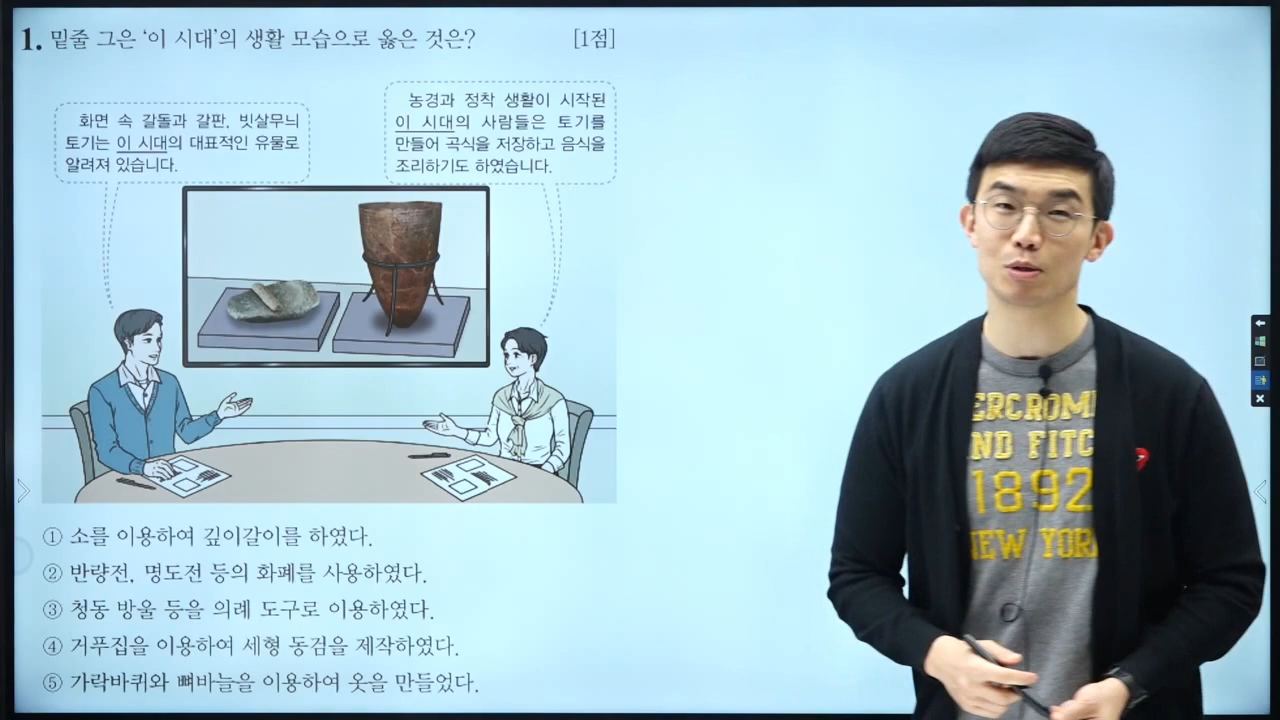 1. 밑줄 그은 '이 시대'의 생활 모습으로 옳은 것은? [1점]
화면 속 갈돌과 갈판, 빗살무늬
토기는 이 시대의 대표적인 유물로
알려져 있습니다.
농경과 정착 생활이 시작된
이 시대의 사람들은 토기를
만들어 곡식을 저장하고 음식을
조리하기도 하였습니다.
① 소를 이용하여 깊이갈이를 하였다.
② 반량전, 명도전 등의 화폐를 사용하였다.
③ 청동 방울 등을 의례 도구로 이용하였다.
④ 거푸집을 이용하여 세형 동검을 제작하였다.
⑤ 가락바퀴와 뼈바늘을 이용하여 옷을 만들었다.
ERCROM
ND FITC
1892
NEW YOR